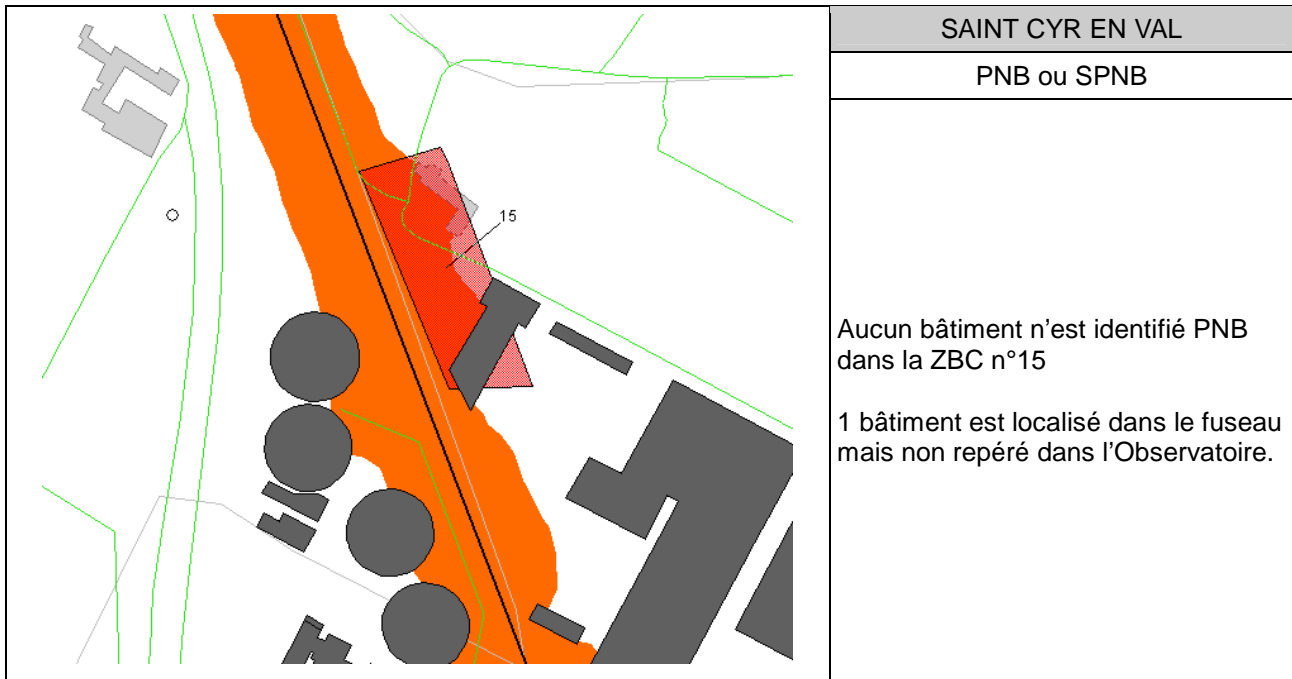 SAINT CYR EN VAL
PNB ou SPNB
15
Aucun bâtiment n’est identifié PNB
dans la ZBC n°15
1 bâtiment est localisé dans le fuseau
mais non repéré dans l’Observatoire.